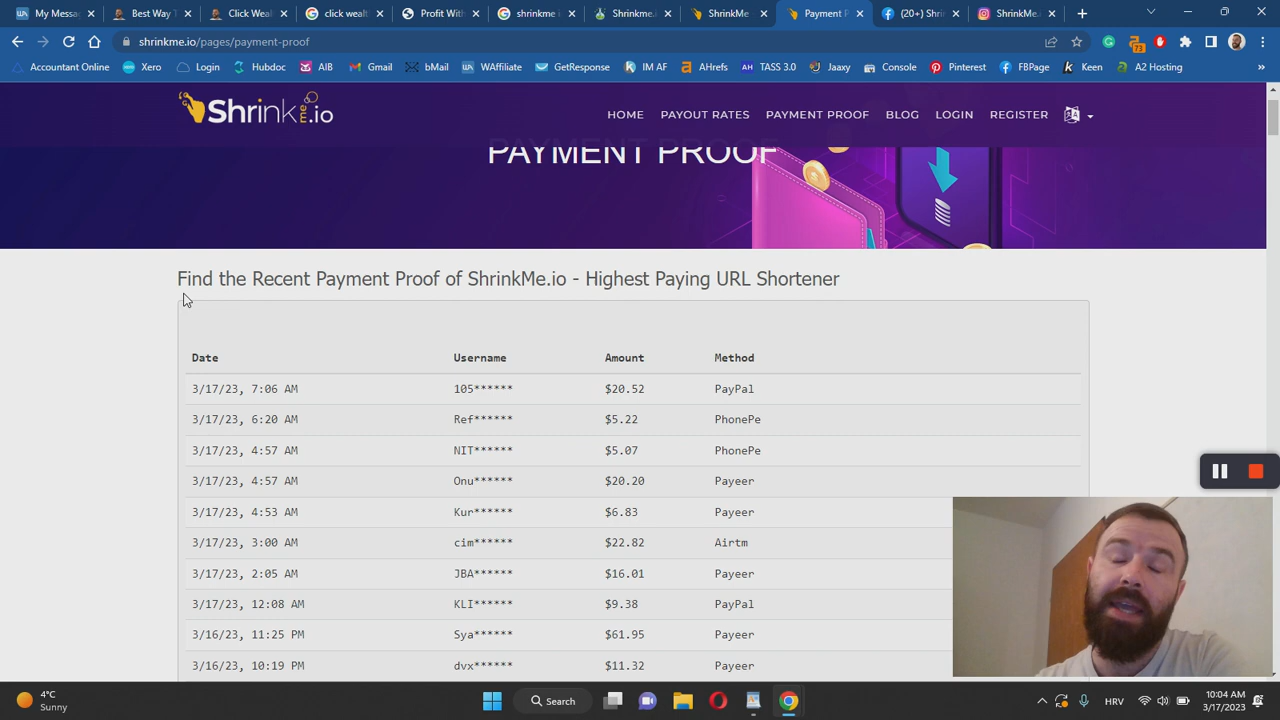 My Messag
Best Way T
Click Weal
click wealt
Profit With
shrinkme i
Shrinkme.
ShrinkMe
Payment P
(20+) Shri
ShrinkMe.i
shrinkme.io/pages/payment-proof
73
Accountant Online
Xero
Login
Hubdoc
AIB
Gmail
bMail
WAffiliate
GetResponse
IM AF
AHrefs
TASS 3.0
Jaaxy
Console
Pinterest
FBPage
Keen
A2 Hosting
Shrinkme.io
HOME
PAYOUT RATES
PAYMENT PROOF
BLOG
LOGIN
REGISTER
PAYMENT PROOF
Find the Recent Payment Proof of ShrinkMe.io - Highest Paying URL Shortener
Date Username Amount Method
3/17/23, 7:06 AM 105****** $20.52 PayPal
3/17/23, 6:20 AM Ref****** $5.22 PhonePe
3/17/23, 4:57 AM NIT****** $5.07 PhonePe
3/17/23, 4:57 AM Onu****** $20.20 Payeer
3/17/23, 4:53 AM Kur****** $6.83 Payeer
3/17/23, 3:00 AM cim****** $22.82 Airtm
3/17/23, 2:05 AM JBA****** $16.01 Payeer
3/17/23, 12:08 AM KLI****** $9.38 PayPal
3/16/23, 11:25 PM Sya****** $61.95 Payeer
3/16/23, 10:19 PM dvx****** $11.32 Payeer
4°C
Sunny
Search
HRV
10:04 AM
3/17/2023